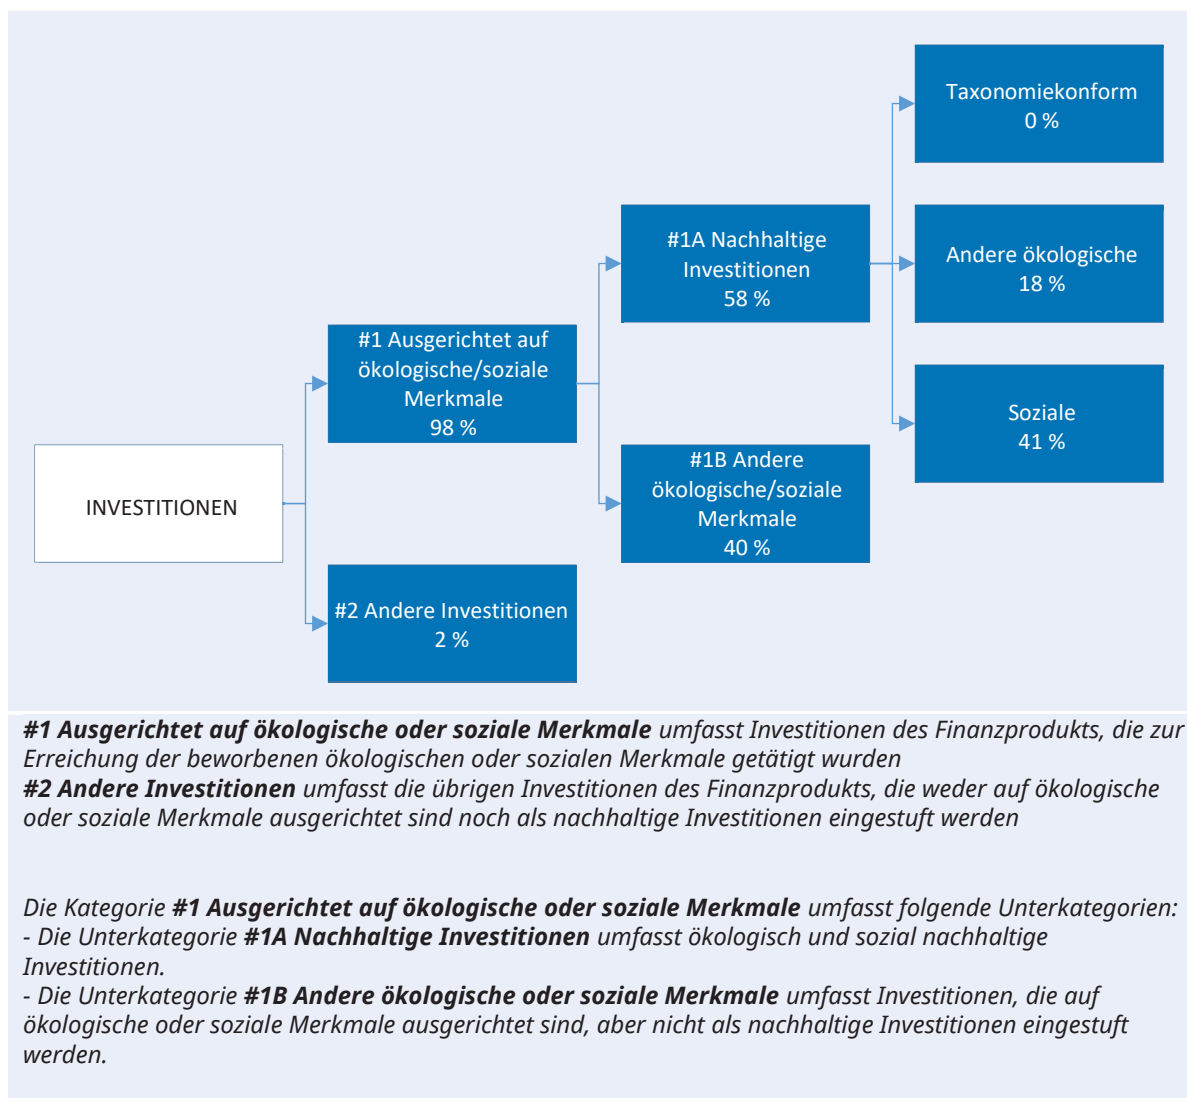 Taxonomiekonform
0 %
#1A Nachhaltige
Investitionen
58 %
Andere ökologische
18 %
#1 Ausgerichtet auf
ökologische/soziale
Merkmale
98 %
Soziale
41 %
INVESTITIONEN
#1B Andere
ökologische/soziale
Merkmale
40 %
#2 Andere Investitionen
2 %
#1 Ausgerichtet auf ökologische oder soziale Merkmale umfasst Investitionen des Finanzprodukts, die zur
Erreichung der beworbenen ökologischen oder sozialen Merkmale getätigt wurden
#2 Andere Investitionen umfasst die übrigen Investitionen des Finanzprodukts, die weder auf ökologische
oder soziale Merkmale ausgerichtet sind noch als nachhaltige Investitionen eingestuft werden
Die Kategorie #1 Ausgerichtet auf ökologische oder soziale Merkmale umfasst folgende Unterkategorien:
- Die Unterkategorie #1A Nachhaltige Investitionen umfasst ökologisch und sozial nachhaltige
Investitionen.
- Die Unterkategorie #1B Andere ökologische oder soziale Merkmale umfasst Investitionen, die auf
ökologische oder soziale Merkmale ausgerichtet sind, aber nicht als nachhaltige Investitionen eingestuft
werden.